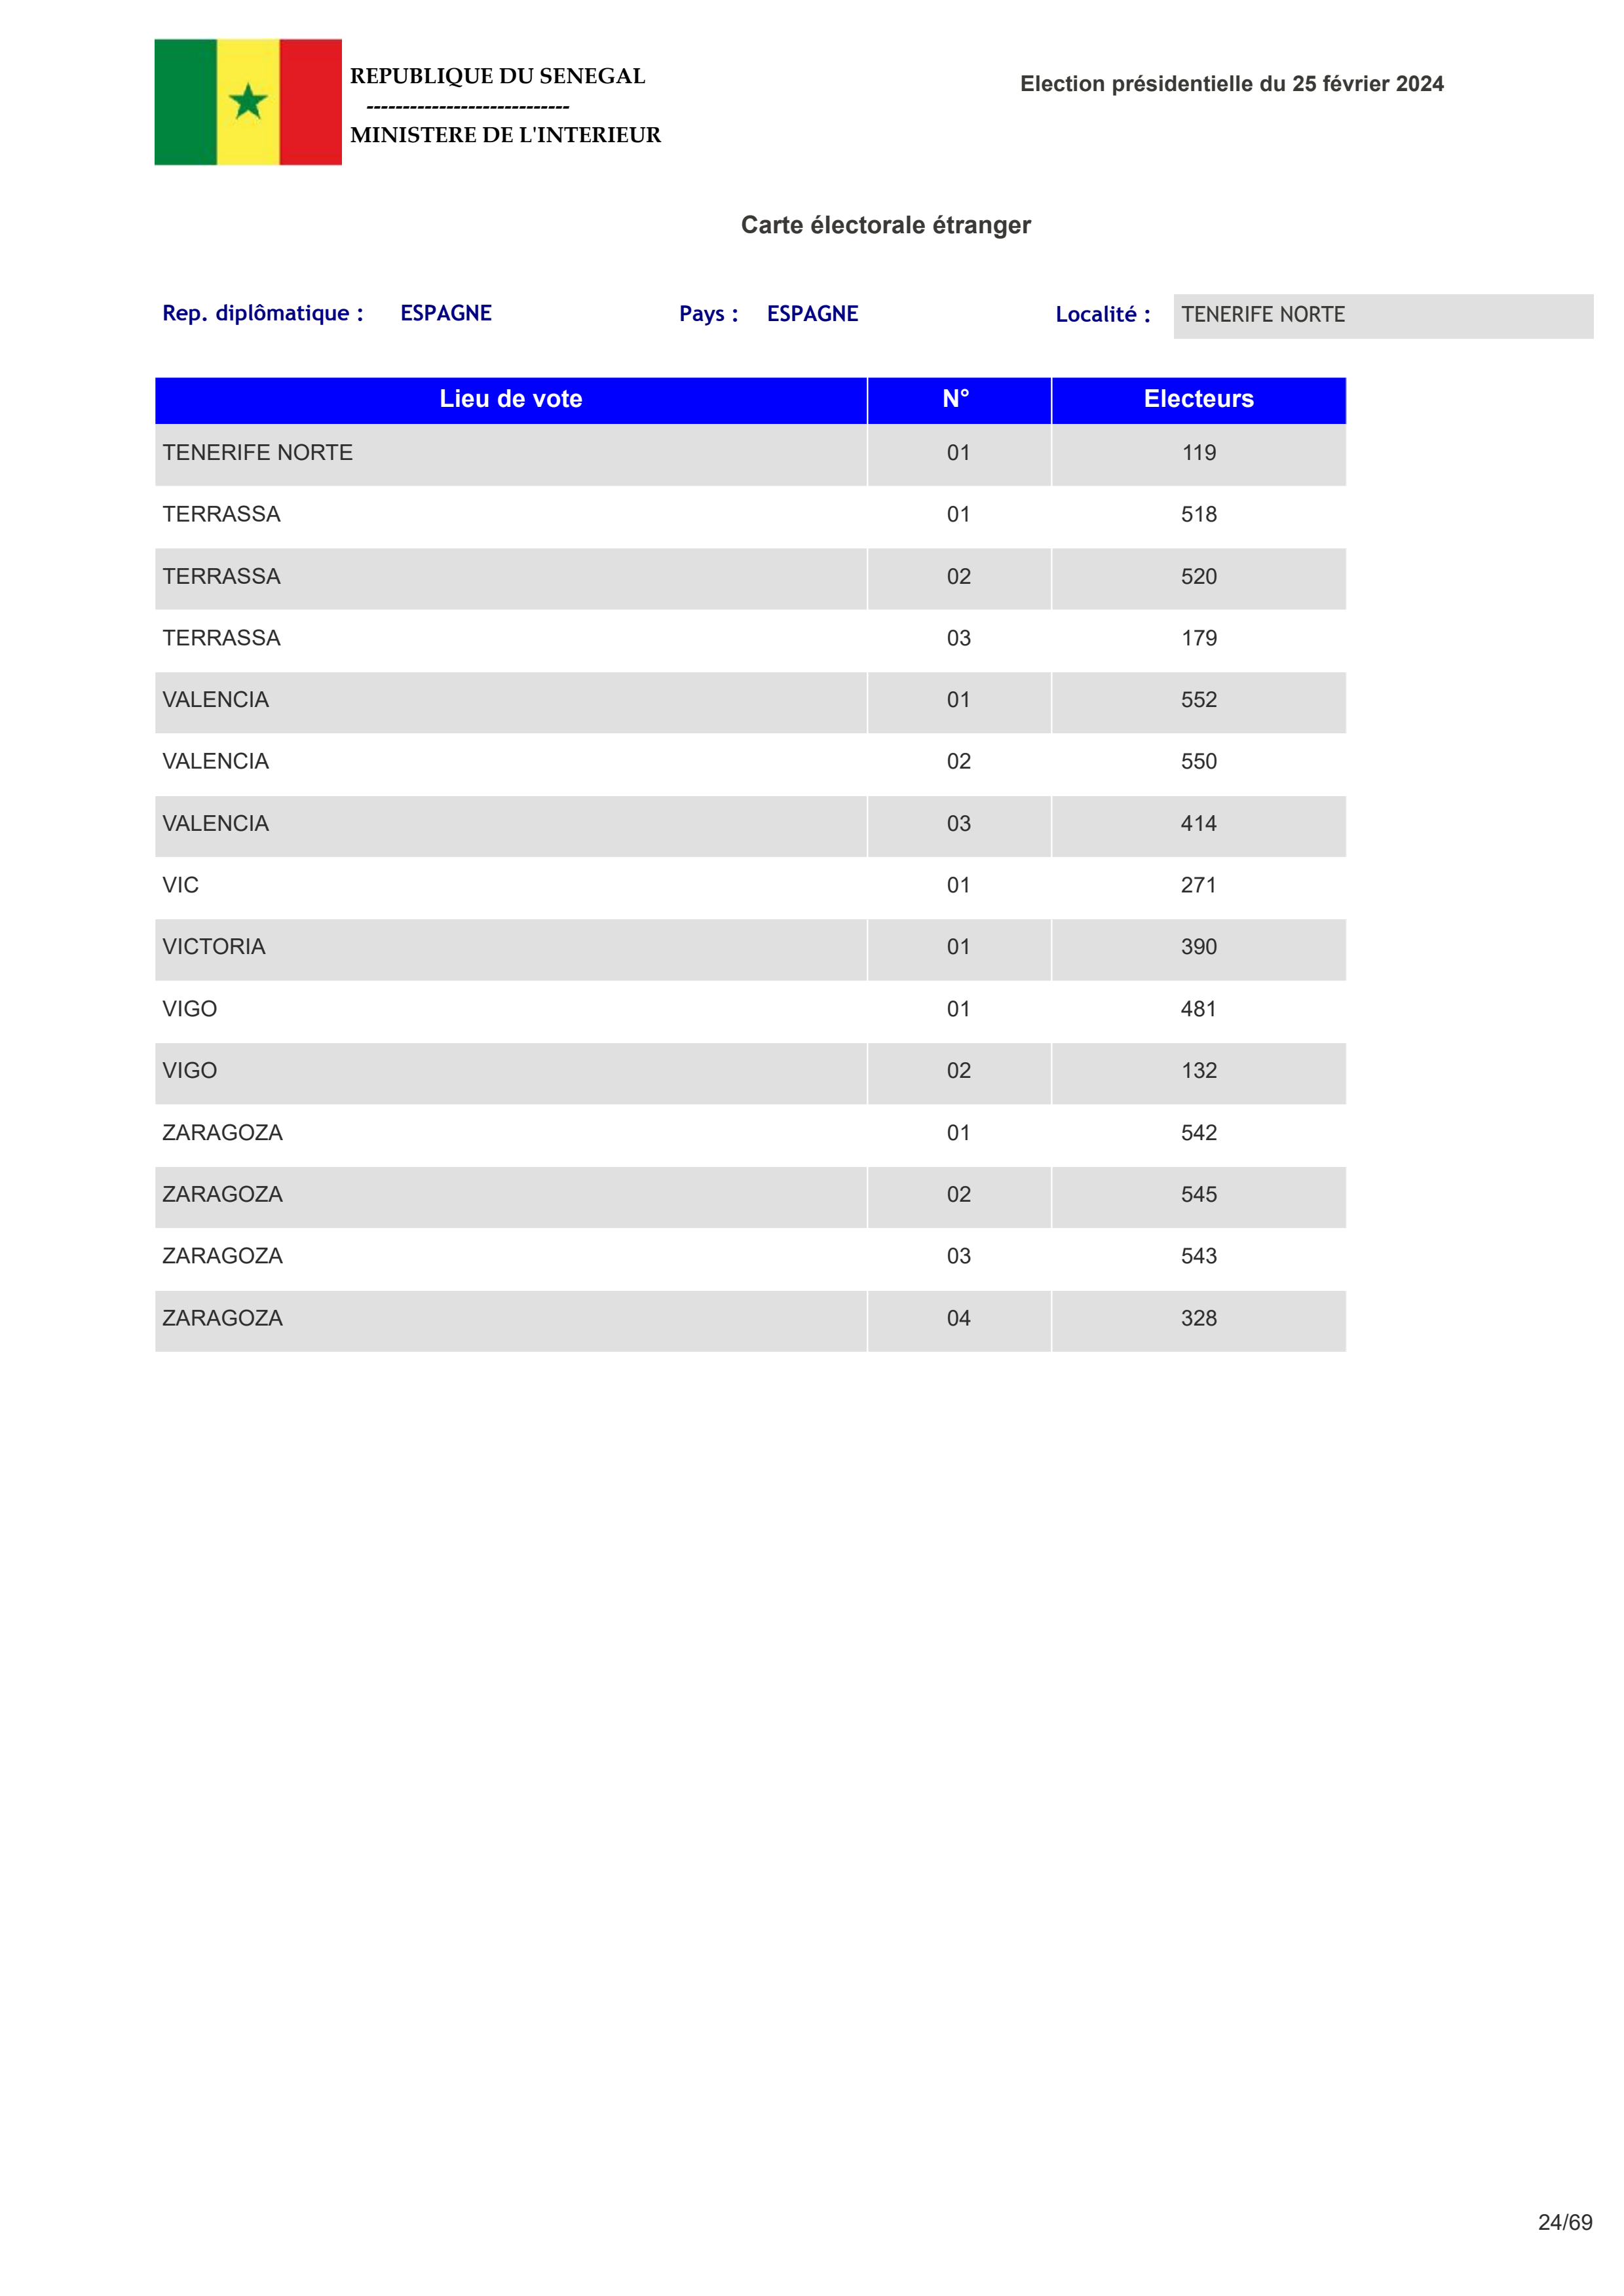 REPUBLIQUE DU SENEGAL
----------------------------
MINISTERE DE L'INTERIEUR
Election présidentielle du 25 février 2024
Carte électorale étranger
Rep. diplômatique : ESPAGNE Pays : ESPAGNE Localité : TENERIFE NORTE
Lieu de vote N° Electeurs
TENERIFE NORTE 01 119
TERRASSA 01 518
TERRASSA 02 520
TERRASSA 03 179
VALENCIA 01 552
VALENCIA 02 550
VALENCIA 03 414
VIC 01 271
VICTORIA 01 390
VIGO 01 481
VIGO 02 132
ZARAGOZA 01 542
ZARAGOZA 02 545
ZARAGOZA 03 543
ZARAGOZA 04 328
24/69